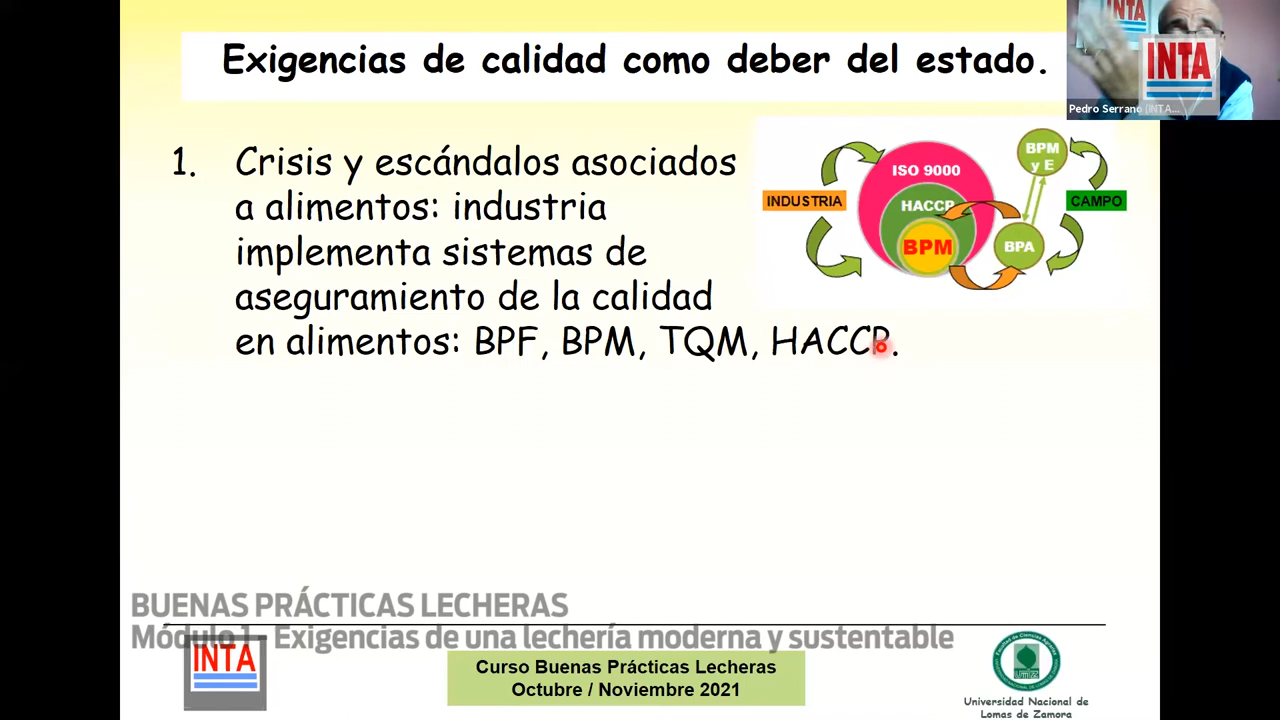 Exigencias de calidad como deber del estado.
INTA
INTA
Pedro Serrano (INTA...
1. Crisis y escándalos asociados
a alimentos: industria
implementa sistemas de
aseguramiento de la calidad
en alimentos: BPF, BPM, TQM, HACCP.
INDUSTRIA
ISO 9000
HACCP
BPM
BPM
y E
BPA
CAMPO
BUENAS PRÁCTICAS LECHERAS
Módulo 1 - Exigencias de una lechería moderna y sustentable
INTA
Curso Buenas Prácticas Lecheras
Octubre / Noviembre 2021
Universidad Nacional de
Lomas de Zamora